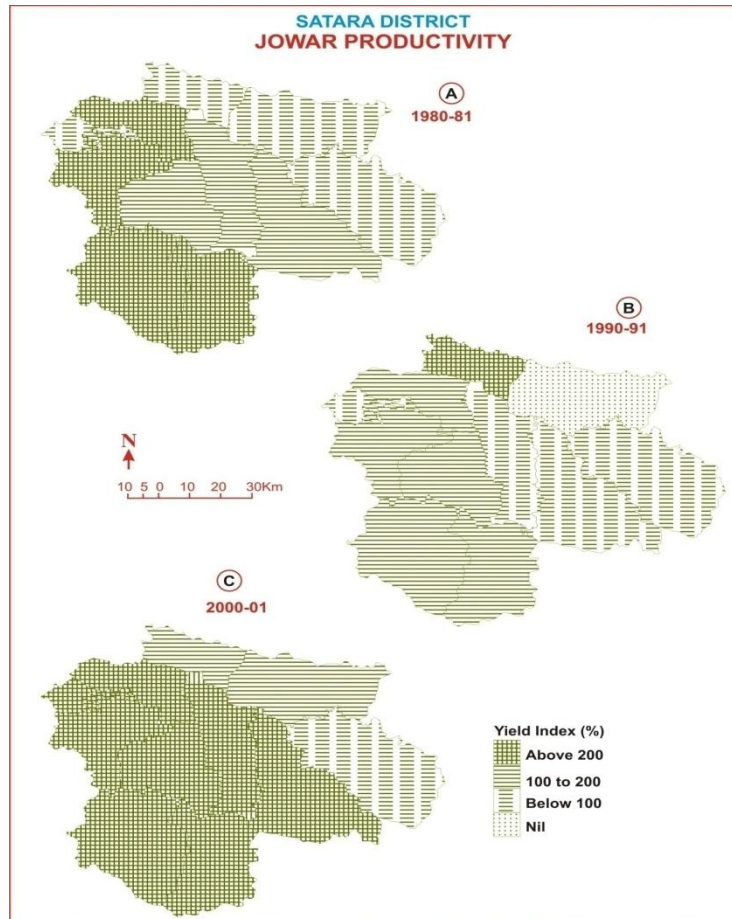 SATARA DISTRICT
JOWAR PRODUCTIVITY
A
1980-81
B
1990-91
N
10 5 0 10 20 30Km
C
2000-01
Yield Index (%)
Above 200
100 to 200
Below 100
Nil